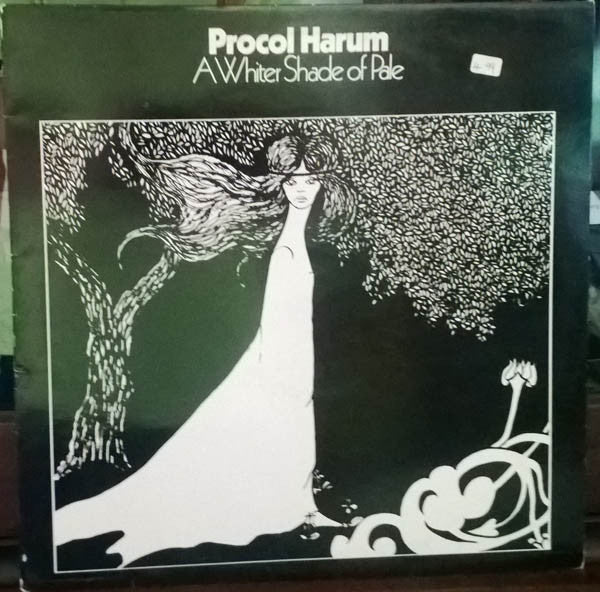 Procol Harum
A Whiter Shade of Pale